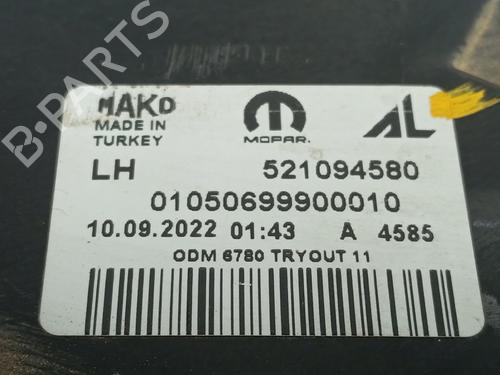 B-PARTS
MAKO
MADE IN
TURKEY
MOPAR.
AL
LH
521094580
01050699900010
10.09.2022 01:43 A 4585
ODM 6780 TRYOUT 11